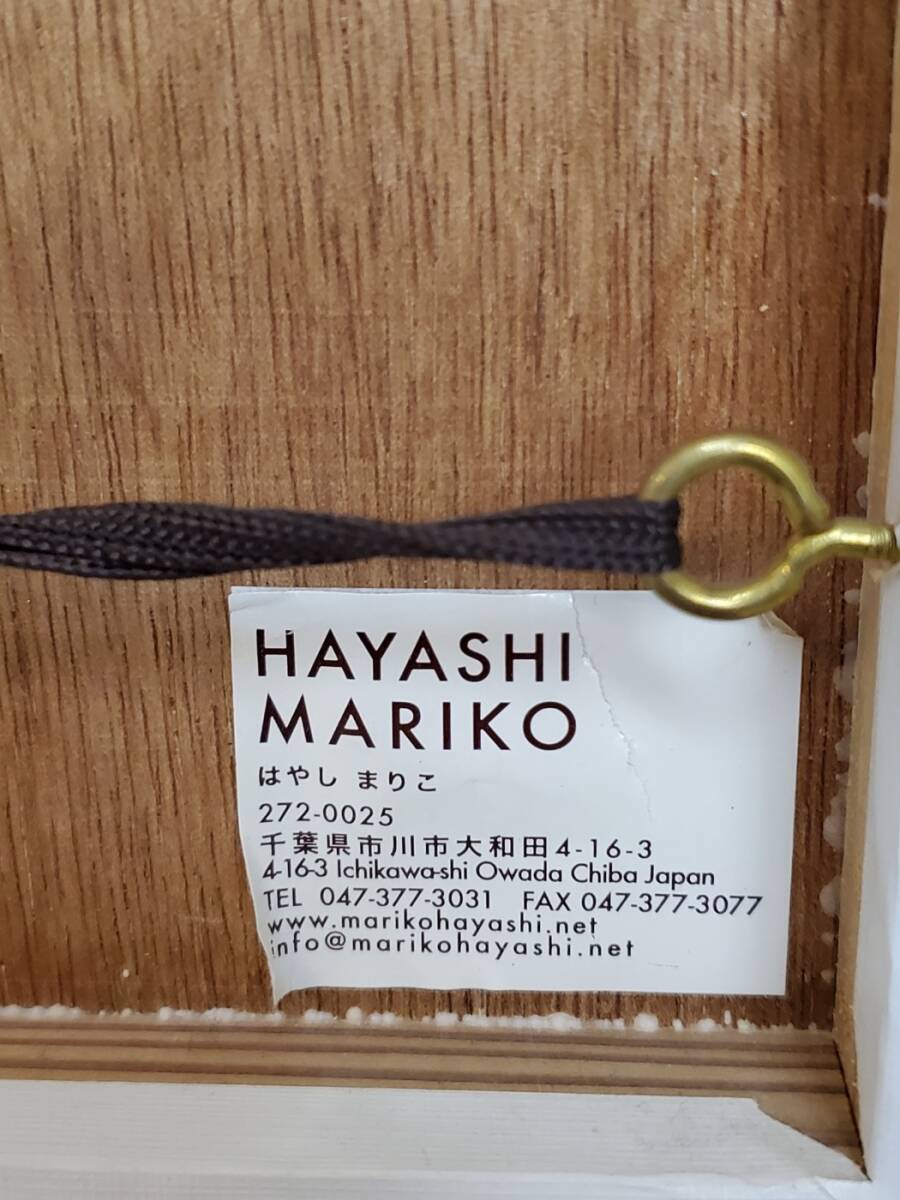 HAYASHI
MARIKO
はやし まりこ
272-0025
千葉県市川市大和田4-16-3
4-16-3 Ichikawa-shi Owada Chiba Japan
TEL 047-377-3031 FAX 047-377-3077
www.marikohayashi.net
info@marikohayashi.net